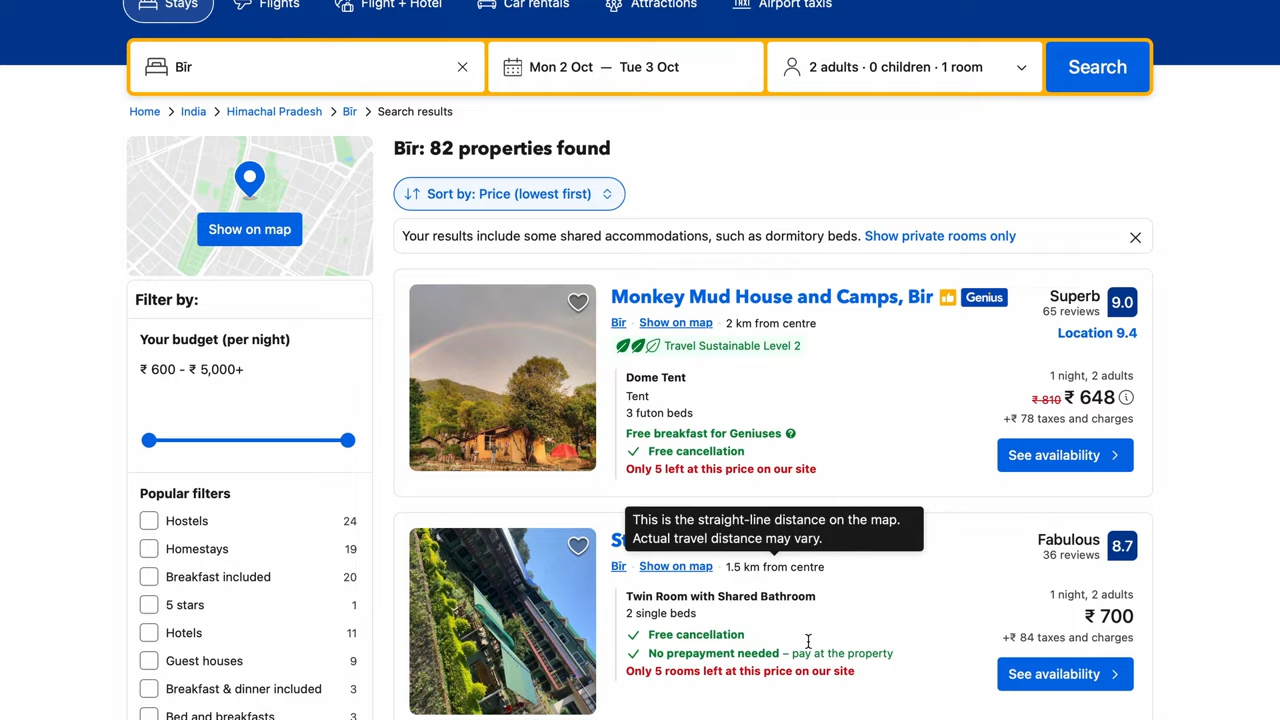 Stays
Flights
Flight + Hotel
Car rentals
Attractions
TAXI
Airport taxis
Bīr
Mon 2 Oct — Tue 3 Oct
2 adults · 0 children · 1 room
Search
Home > India > Himachal Pradesh > Bīr > Search results
Show on map
Bīr: 82 properties found
Sort by: Price (lowest first)
Your results include some shared accommodations, such as dormitory beds. Show private rooms only
Filter by:
Your budget (per night)
₹ 600 - ₹ 5,000+
Popular filters
Hostels 24
Homestays 19
Breakfast included 20
5 stars 1
Hotels 11
Guest houses 9
Breakfast & dinner included 3
Bed and breakfasts 3
Monkey Mud House and Camps, Bir Genius
Bīr · Show on map · 2 km from centre
Travel Sustainable Level 2
Superb 9.0
65 reviews
Location 9.4
Dome Tent
Tent
3 futon beds
Free breakfast for Geniuses
Free cancellation
Only 5 left at this price on our site
1 night, 2 adults
₹ 810 ₹ 648
+₹ 78 taxes and charges
See availability
This is the straight-line distance on the map.
Actual travel distance may vary.
Bīr · Show on map · 1.5 km from centre
Fabulous 8.7
36 reviews
Twin Room with Shared Bathroom
2 single beds
Free cancellation
No prepayment needed – pay at the property
Only 5 rooms left at this price on our site
1 night, 2 adults
₹ 700
+₹ 84 taxes and charges
See availability